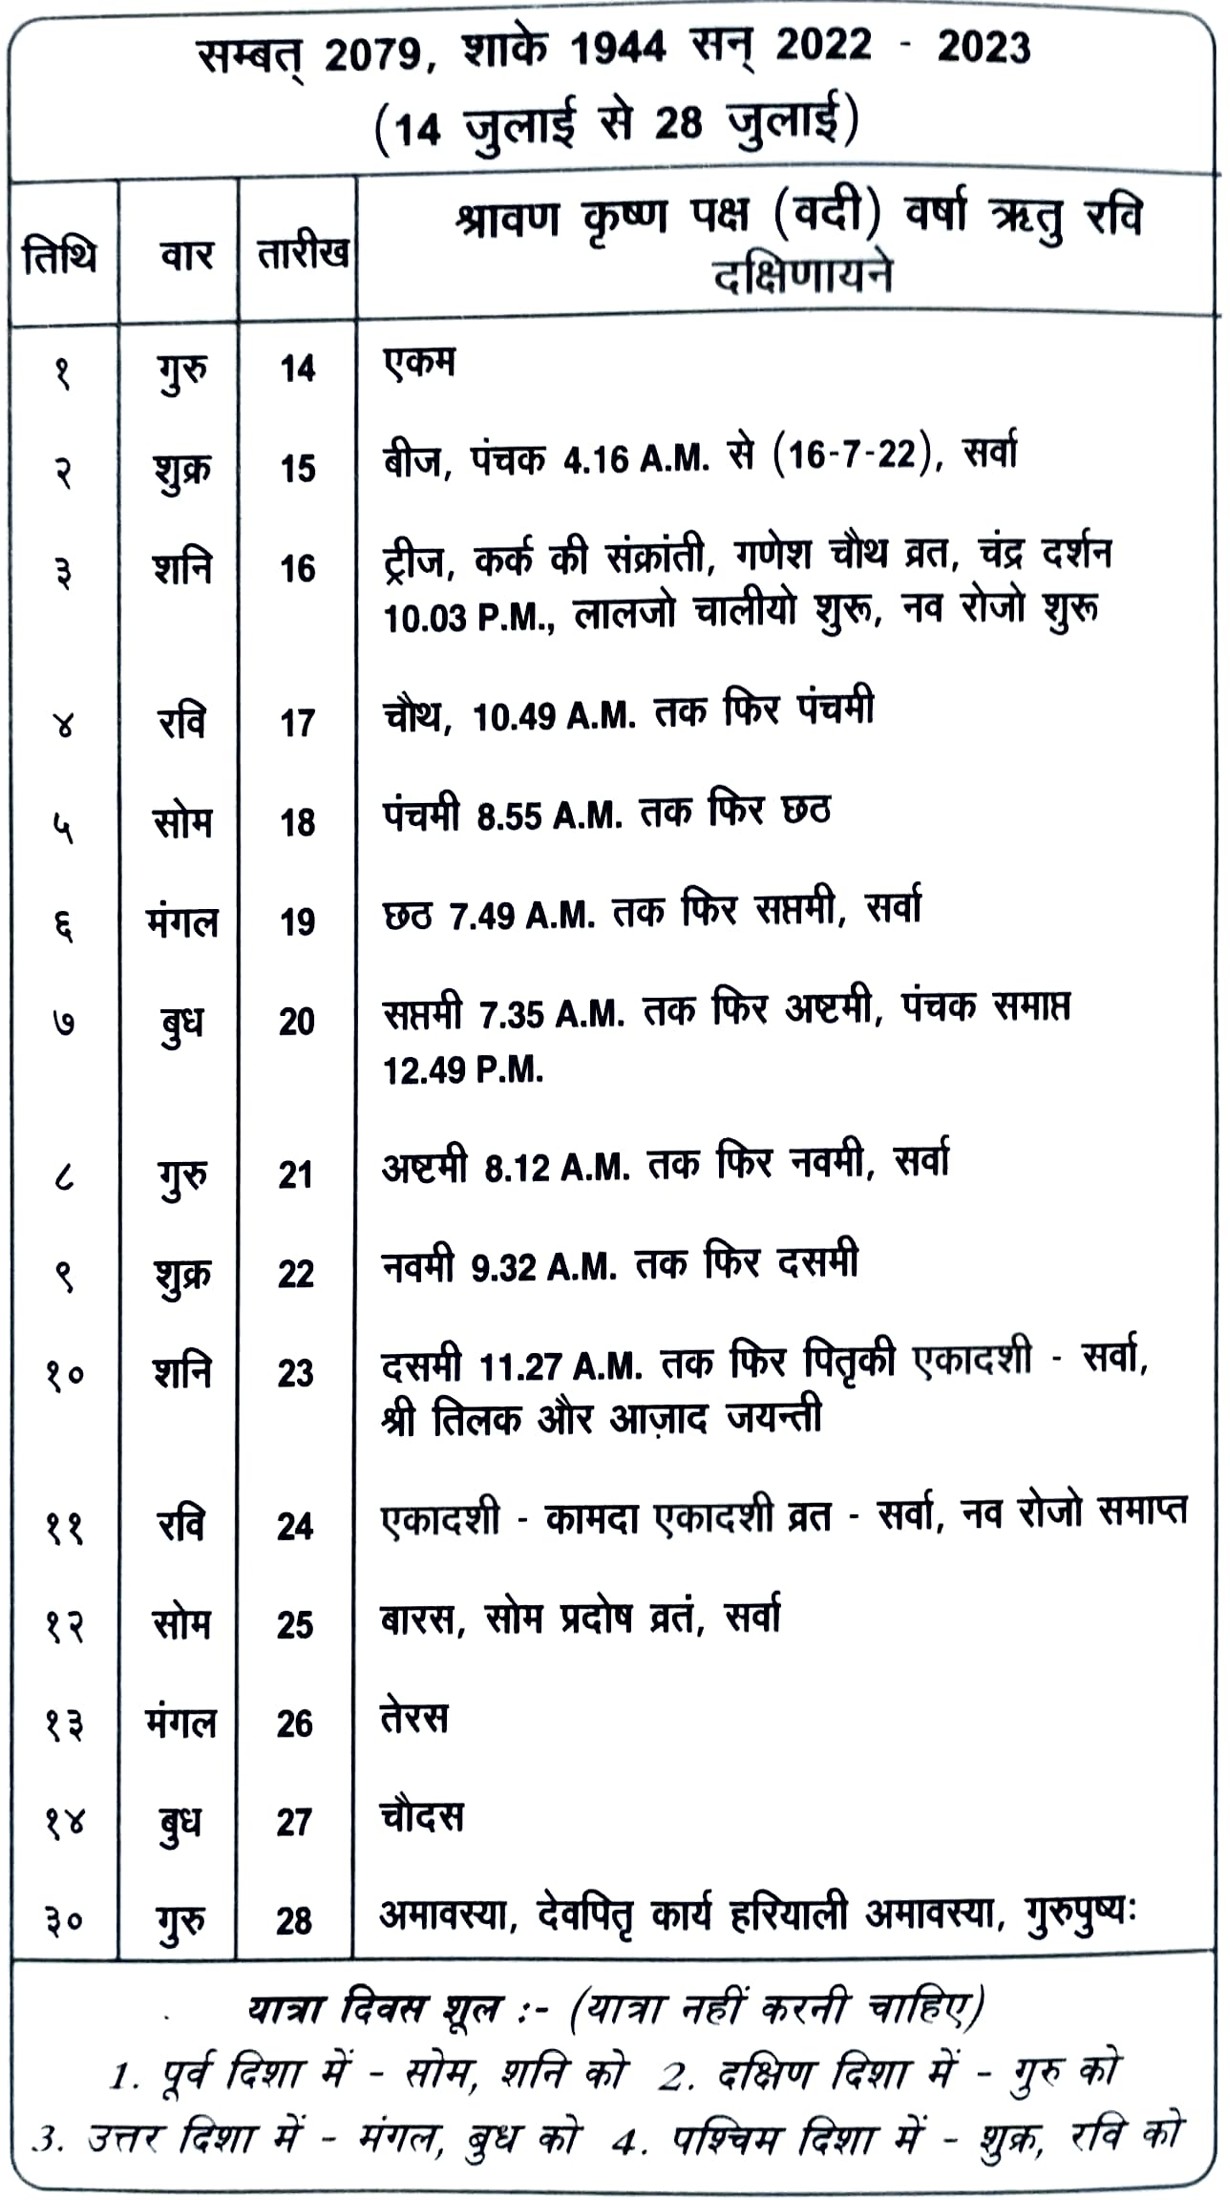 सम्बत् 2079, शाके 1944 सन् 2022 - 2023
(14 जुलाई से 28 जुलाई)
तिथि वार तारीख श्रावण कृष्ण पक्ष (वदी) वर्षा ऋतु रवि
दक्षिणायने
१ गुरु 14 एकम
२ शुक्र 15 बीज, पंचक 4.16 A.M. से (16-7-22), सर्वा
३ शनि 16 ट्रीज, कर्क की संक्रांती, गणेश चौथ व्रत, चंद्र दर्शन
10.03 P.M., लालजो चालीयो शुरू, नव रोजो शुरू
४ रवि 17 चौथ, 10.49 A.M. तक फिर पंचमी
५ सोम 18 पंचमी 8.55 A.M. तक फिर छठ
६ मंगल 19 छठ 7.49 A.M. तक फिर सप्तमी, सर्वा
७ बुध 20 सप्तमी 7.35 A.M. तक फिर अष्टमी, पंचक समाप्त
12.49 P.M.
८ गुरु 21 अष्टमी 8.12 A.M. तक फिर नवमी, सर्वा
९ शुक्र 22 नवमी 9.32 A.M. तक फिर दसमी
१० शनि 23 दसमी 11.27 A.M. तक फिर पितृकी एकादशी - सर्वा,
श्री तिलक और आज़ाद जयन्ती
११ रवि 24 एकादशी - कामदा एकादशी व्रत - सर्वा, नव रोजो समाप्त
१२ सोम 25 बारस, सोम प्रदोष व्रतं, सर्वा
१३ मंगल 26 तेरस
१४ बुध 27 चौदस
३० गुरु 28 अमावस्या, देवपितृ कार्य हरियाली अमावस्या, गुरुपुष्यः
यात्रा दिवस शूल :- (यात्रा नहीं करनी चाहिए)
1. पूर्व दिशा में - सोम, शनि को 2. दक्षिण दिशा में - गुरु को
3. उत्तर दिशा में - मंगल, बुध को 4. पश्चिम दिशा में - शुक्र, रवि को